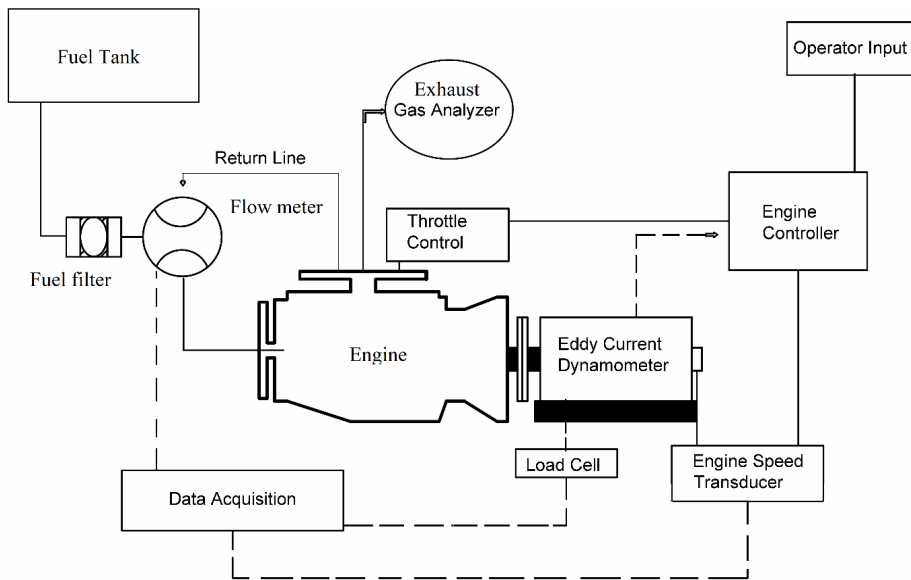 Fuel Tank
Operator Input
Exhaust
Gas Analyzer
Return Line
Flow meter
Throttle
Control
Engine
Controller
Fuel filter
Engine
Eddy Current
Dynamometer
Load Cell
Engine Speed
Transducer
Data Acquisition